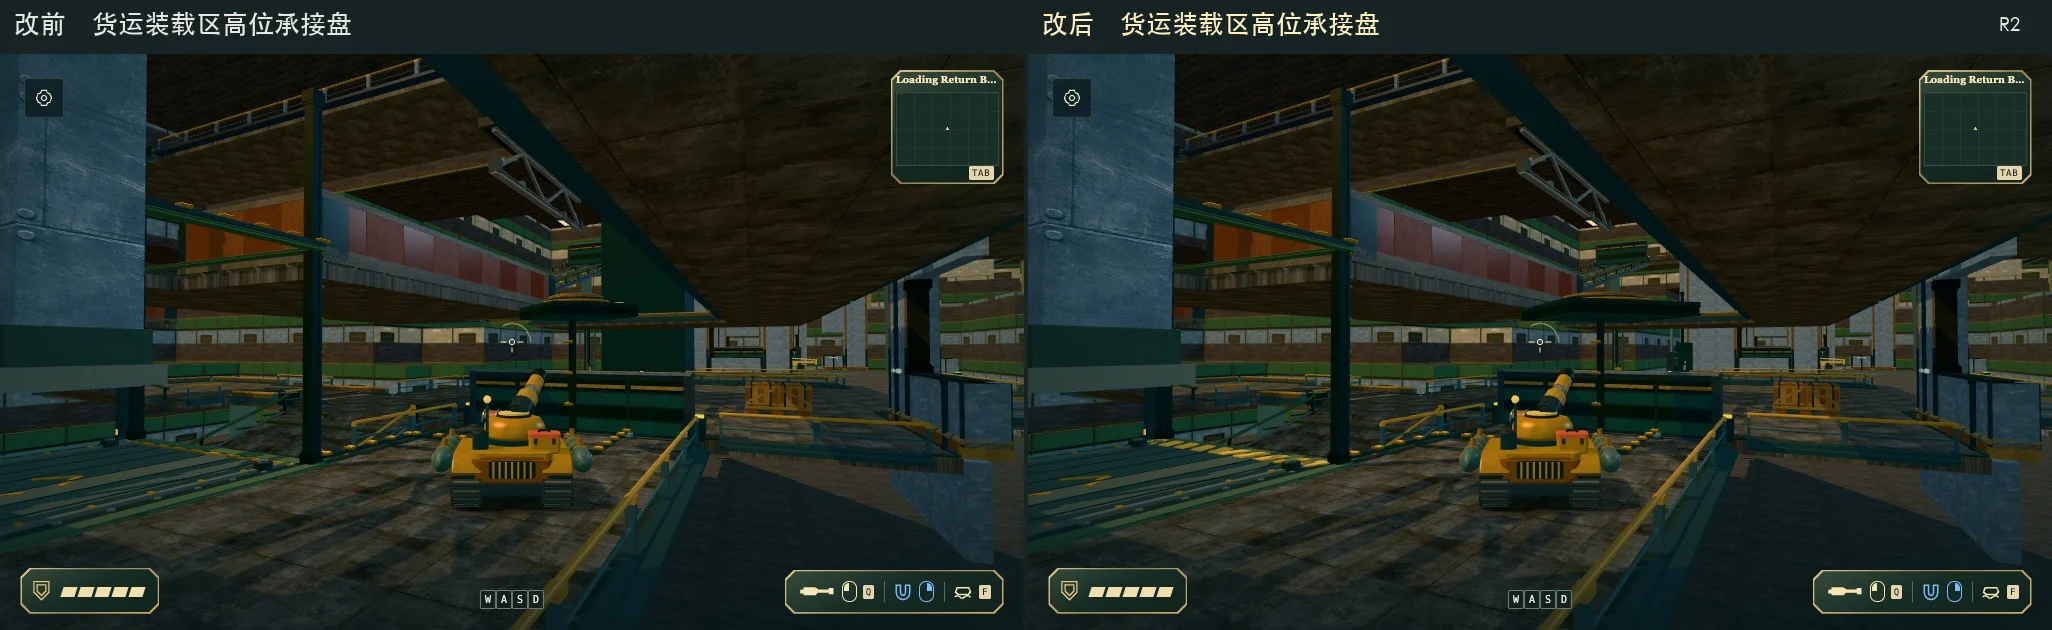 改前 货运装载区高位承接盘
改后 货运装载区高位承接盘
R2
Loading Return B...
TAB
Q
F
W A S D
Loading Return B...
TAB
Q
F
W A S D